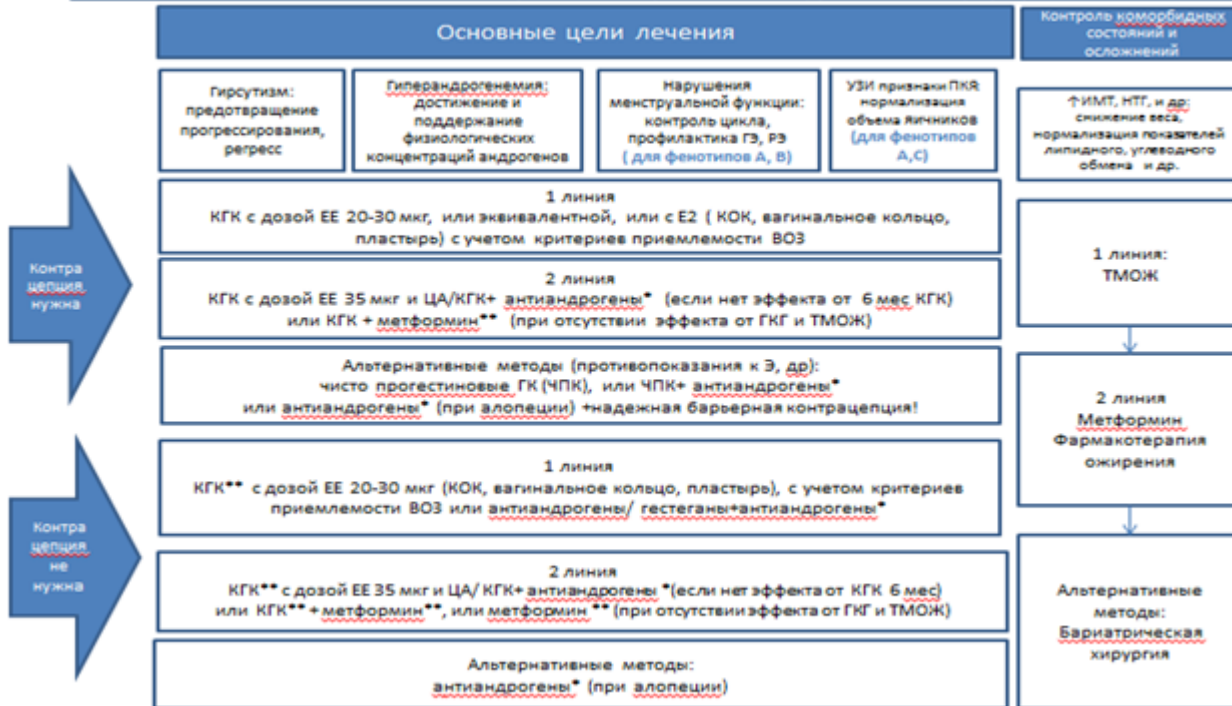 Основные цели лечения
Контроль коморбидных
состояний и
осложнений
Гирсутизм:
предотвращение
прогрессирования,
регресс
Гиперандрогенемия:
достижение и
поддержание
физиологических
концентраций андрогенов
Нарушения
менструальной функции:
контроль цикла,
профилактика ГЭ, РЭ
( для фенотипов А, В)
УЗИ признаки ПКЯ:
нормализация
объема яичников
(для фенотипов
А,С)
↑ИМТ, НТГ, и др:
снижение веса,
нормализация показателей
липидного, углеводного
обмена и др.
Контра
цепция
нужна
1 линия
КГК с дозой ЕЕ 20-30 мкг, или эквивалентной, или с Е2 ( КОК, вагинальное кольцо,
пластырь) с учетом критериев приемлемости ВОЗ
2 линия
КГК с дозой ЕЕ 35 мкг и ЦА/КГК+ антиандрогены* (если нет эффекта от 6 мес КГК)
или КГК + метформин** (при отсутствии эффекта от ГКГ и ТМОЖ)
Альтернативные методы (противопоказания к Э, др):
чисто прогестиновые ГК (ЧПК), или ЧПК+ антиандрогены*
или антиандрогены* (при алопеции) +надежная барьерная контрацепция!
Контра
цепция
не
нужна
1 линия
КГК** с дозой ЕЕ 20-30 мкг (КОК, вагинальное кольцо, пластырь), с учетом критериев
приемлемости ВОЗ или антиандрогены/ гестегены+антиандрогены*
2 линия
КГК** с дозой ЕЕ 35 мкг и ЦА/ КГК+ антиандрогены *(если нет эффекта от КГК 6 мес)
или КГК** + метформин**, или метформин ** (при отсутствии эффекта от ГКГ и ТМОЖ)
Альтернативные методы:
антиандрогены* (при алопеции)
1 линия:
ТМОЖ
2 линия
Метформин
Фармакотерапия
ожирения
Альтернативные
методы:
Бариатрическая
хирургия